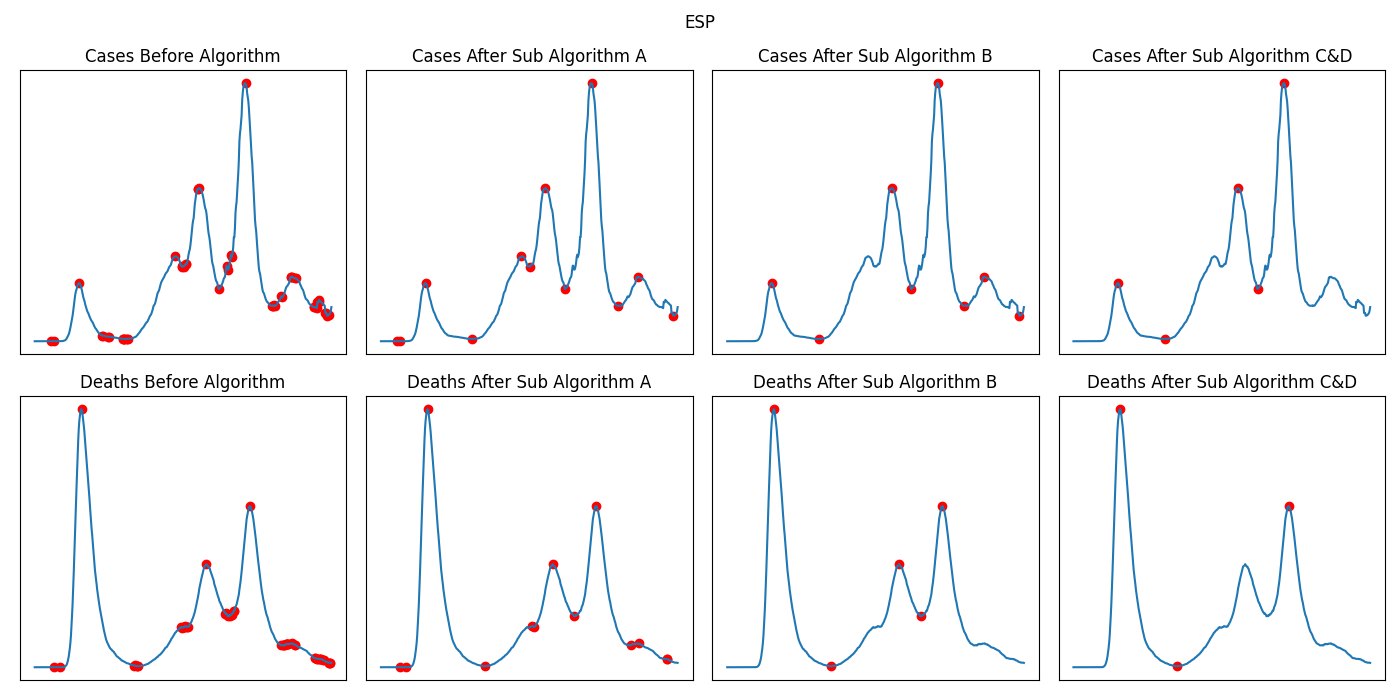 ESP
Cases Before Algorithm
Cases After Sub Algorithm A
Cases After Sub Algorithm B
Cases After Sub Algorithm C&D
Deaths Before Algorithm
Deaths After Sub Algorithm A
Deaths After Sub Algorithm B
Deaths After Sub Algorithm C&D